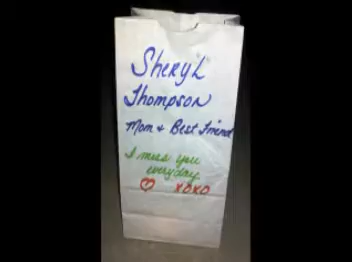 Sheryl
Thompson
Mom & Best Friend
I miss you
everyday.
♡ XOXO